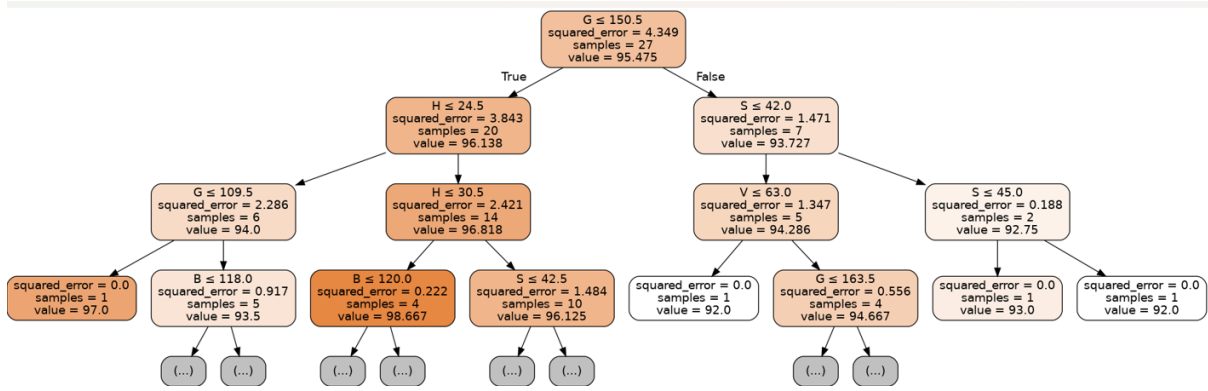 G ≤ 150.5
squared_error = 4.349
samples = 27
value = 95.475
True
False
H ≤ 24.5
squared_error = 3.843
samples = 20
value = 96.138
S ≤ 42.0
squared_error = 1.471
samples = 7
value = 93.727
G ≤ 109.5
squared_error = 2.286
samples = 6
value = 94.0
H ≤ 30.5
squared_error = 2.421
samples = 14
value = 96.818
V ≤ 63.0
squared_error = 1.347
samples = 5
value = 94.286
S ≤ 45.0
squared_error = 0.188
samples = 2
value = 92.75
squared_error = 0.0
samples = 1
value = 97.0
B ≤ 118.0
squared_error = 0.917
samples = 5
value = 93.5
B ≤ 120.0
squared_error = 0.222
samples = 4
value = 98.667
S ≤ 42.5
squared_error = 1.484
samples = 10
value = 96.125
squared_error = 0.0
samples = 1
value = 92.0
G ≤ 163.5
squared_error = 0.556
samples = 4
value = 94.667
squared_error = 0.0
samples = 1
value = 93.0
squared_error = 0.0
samples = 1
value = 92.0
(...)
(...)
(...)
(...)
(...)
(...)
(...)
(...)